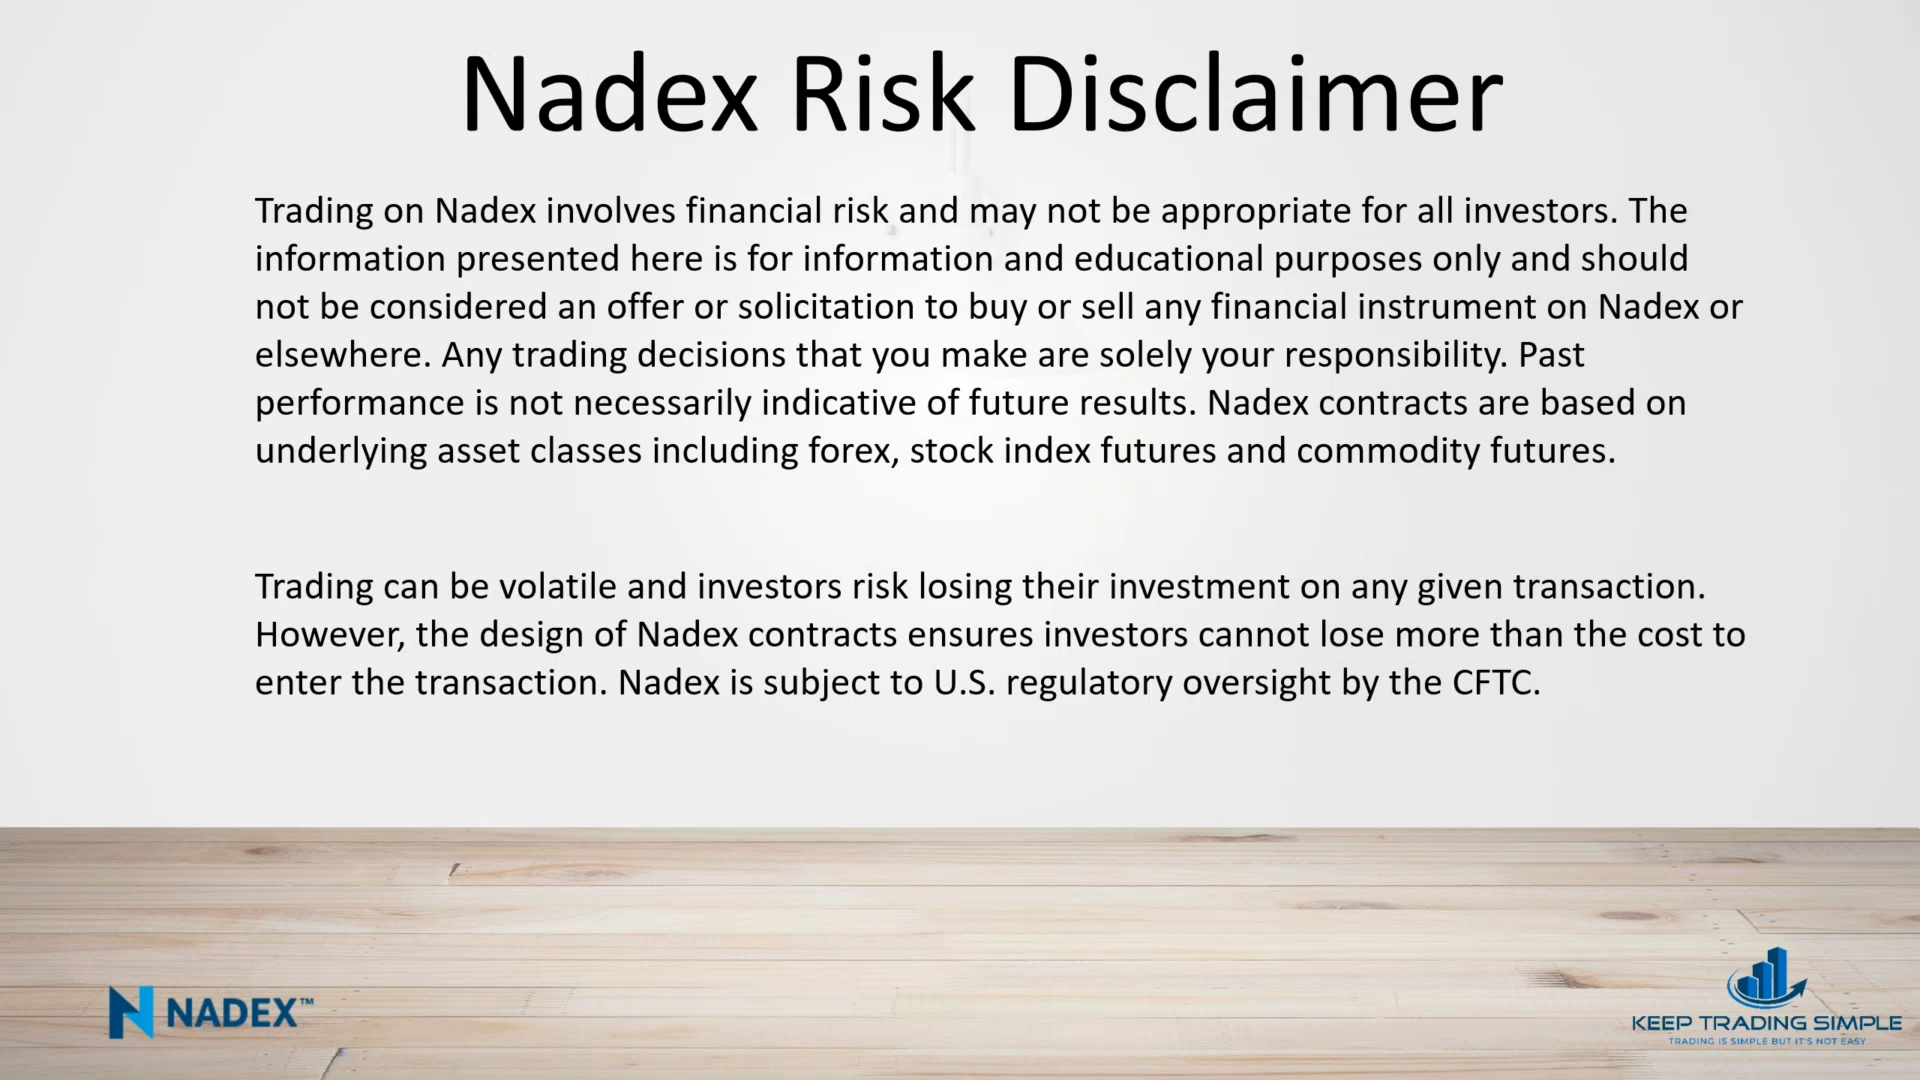 Nadex Risk Disclaimer
Trading on Nadex involves financial risk and may not be appropriate for all investors. The
information presented here is for information and educational purposes only and should
not be considered an offer or solicitation to buy or sell any financial instrument on Nadex or
elsewhere. Any trading decisions that you make are solely your responsibility. Past
performance is not necessarily indicative of future results. Nadex contracts are based on
underlying asset classes including forex, stock index futures and commodity futures.
Trading can be volatile and investors risk losing their investment on any given transaction.
However, the design of Nadex contracts ensures investors cannot lose more than the cost to
enter the transaction. Nadex is subject to U.S. regulatory oversight by the CFTC.
NADEX™
KEEP TRADING SIMPLE
TRADING IS SIMPLE BUT IT'S NOT EASY